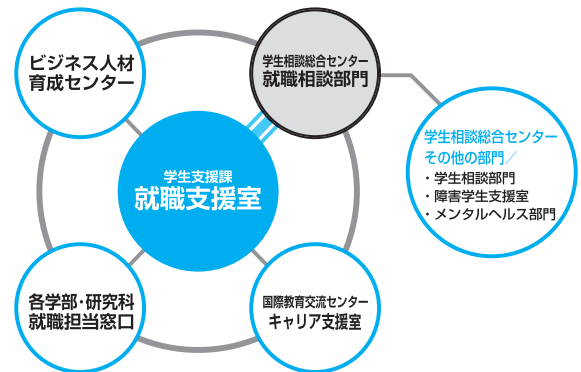 ビジネス人材
育成センター
学生相談総合センター
就職相談部門
学生相談総合センター
その他の部門／
・学生相談部門
・障害学生支援室
・メンタルヘルス部門
学生支援課
就職支援室
各学部・研究科
就職担当窓口
国際教育交流センター
キャリア支援室